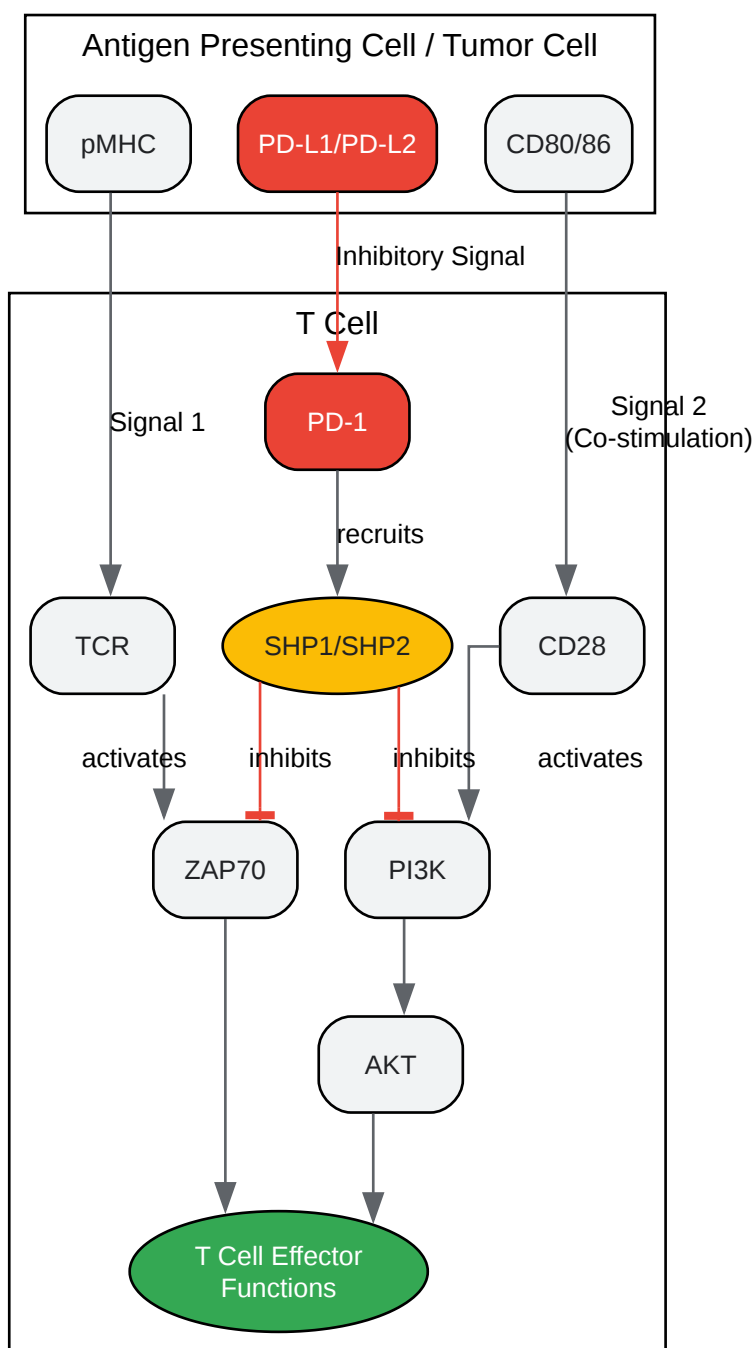 Antigen Presenting Cell / Tumor Cell
pMHC
PD-L1/PD-L2
CD80/86
Inhibitory Signal
T Cell
PD-1
Signal 1
Signal 2
(Co-stimulation)
recruits
TCR
SHP1/SHP2
CD28
activates
inhibits
inhibits
activates
ZAP70
PI3K
AKT
T Cell Effector
Functions